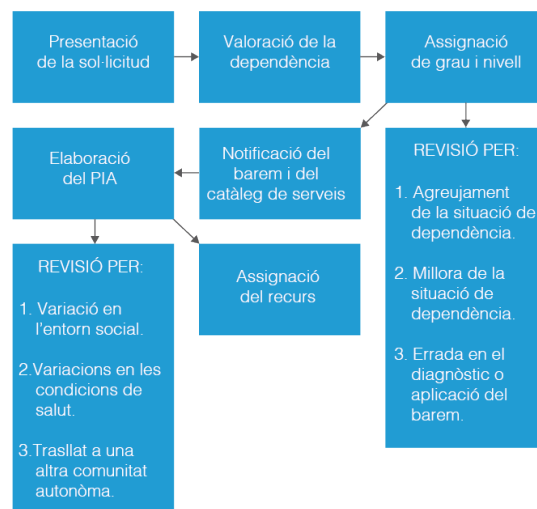 Presentació
de la sol·licitud
Valoració de la
dependència
Assignació
de grau i nivell
Elaboració
del PIA
Notificació del
barem i del
catàleg de serveis
REVISIÓ PER:
1. Agreujament
de la situació de
dependència.
2. Millora de la
situació de
dependència.
3. Errada en el
diagnòstic o
aplicació del
barem.
REVISIÓ PER:
1. Variació en
l'entorn social.
2.Variacions en les
condicions de
salut.
3.Trasllat a una
altra comunitat
autonòma.
Assignació
del recurs